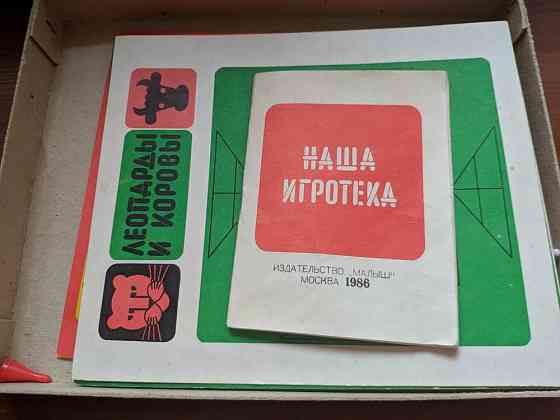 ЛЕОПАРДЫ
И КОРОВЫ
НАША
ИГРОТЕКА
ИЗДАТЕЛЬСТВО „МАЛЫШ“
МОСКВА 1986